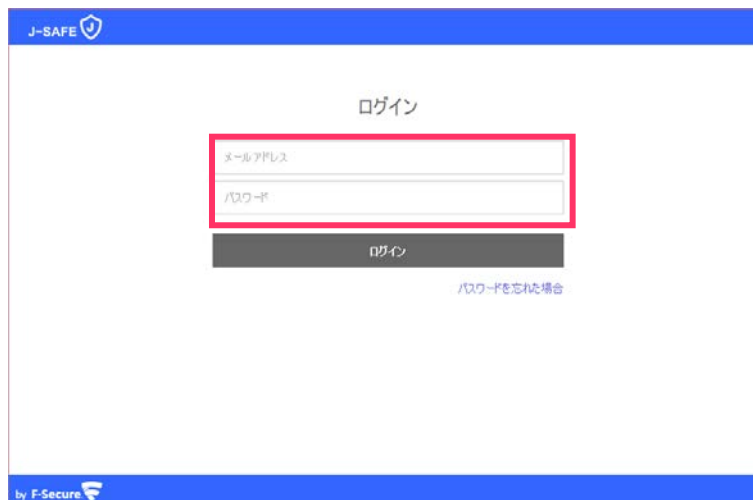 J-SAFE J
ログイン
メールアドレス
パスワード
ログイン
パスワードを忘れた場合
by F-Secure